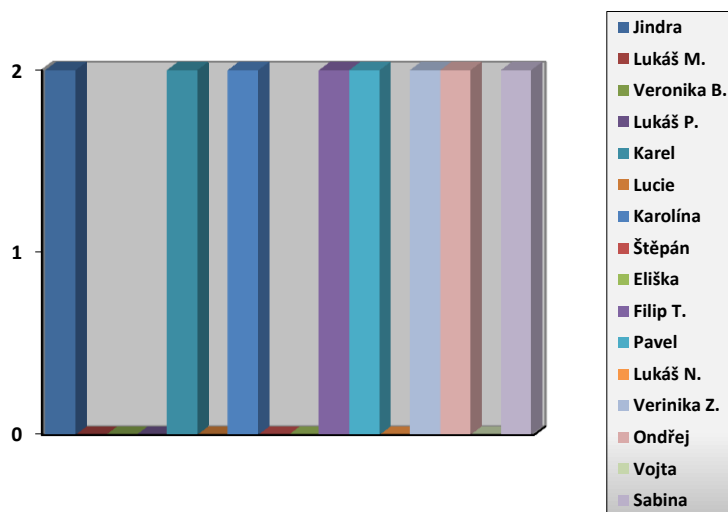 2
1
0
Jindra
Lukáš M.
Veronika B.
Lukáš P.
Karel
Lucie
Karolína
Štěpán
Eliška
Filip T.
Pavel
Lukáš N.
Verinika Z.
Ondřej
Vojta
Sabina